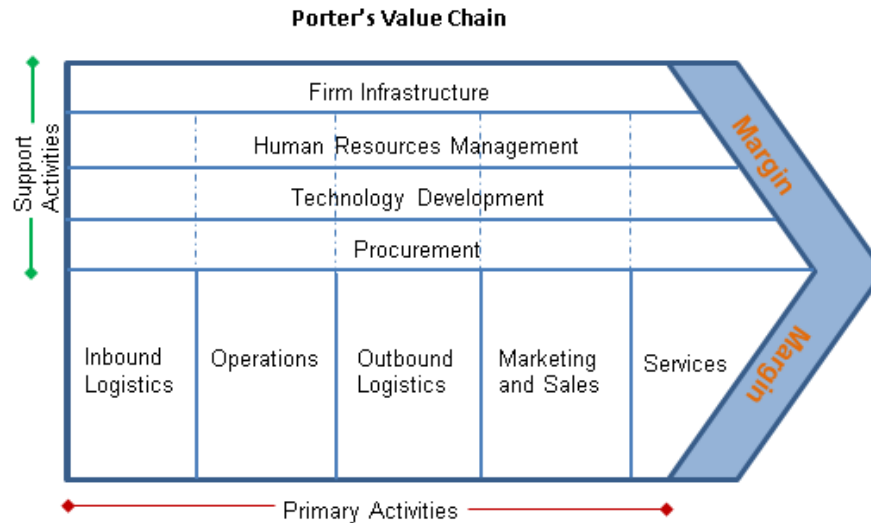 Porter's Value Chain
Firm Infrastructure
Human Resources Management
Technology Development
Procurement
Support
Activities
Margin
Inbound
Logistics
Operations
Outbound
Logistics
Marketing
and Sales
Services
Margin
Primary Activities